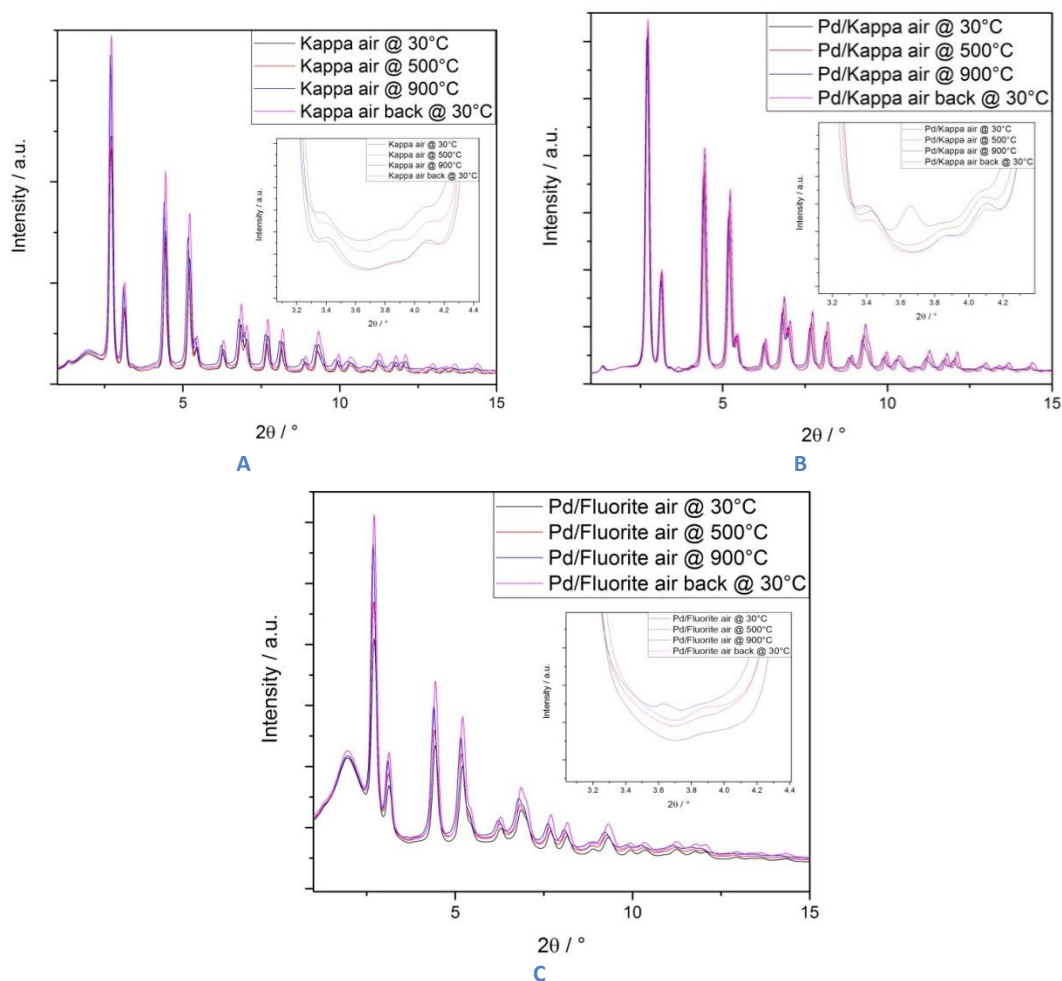 Kappa air @ 30°C
Kappa air @ 500°C
Kappa air @ 900°C
Kappa air back @ 30°C
Intensity / a.u.
Kappa air @ 30°C
Kappa air @ 500°C
Kappa air @ 900°C
Kappa air back @ 30°C
Intensity / a.u.
3.2 3.4 3.6 3.8 4.0 4.2 4.4
2θ / °
5 10 15
2θ / °
A
Pd/Kappa air @ 30°C
Pd/Kappa air @ 500°C
Pd/Kappa air @ 900°C
Pd/Kappa air back @ 30°C
Intensity / a.u.
Pd/Kappa air @ 30°C
Pd/Kappa air @ 500°C
Pd/Kappa air @ 900°C
Pd/Kappa air back @ 30°C
Intensity / a.u.
3.4 3.6 3.8 4.0 4.2
2θ / °
5 10 15
2θ / °
B
Pd/Fluorite air @ 30°C
Pd/Fluorite air @ 500°C
Pd/Fluorite air @ 900°C
Pd/Fluorite air back @ 30°C
Intensity / a.u.
Pd/Fluorite air @ 30°C
Pd/Fluorite air @ 500°C
Pd/Fluorite air @ 900°C
Pd/Fluorite air back @ 30°C
Intensity / a.u.
3.2 3.4 3.6 3.8 4.0 4.2 4.4
2θ / °
5 10 15
2θ / °
C